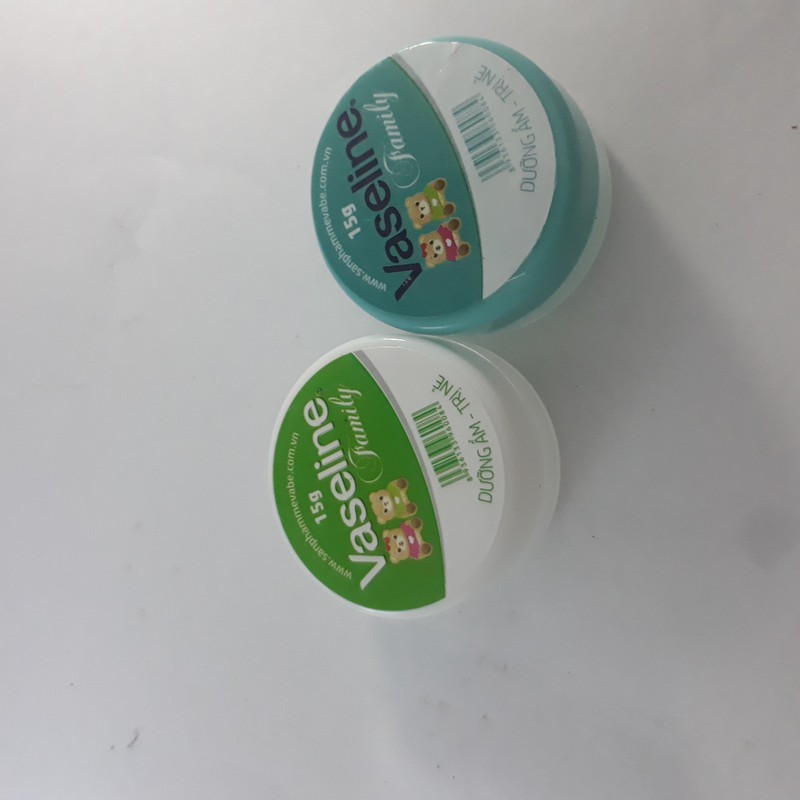 www.sanphammevabe.com.vn
15g
Vaseline
Family
DƯỠNG ẨM - TRỊ NẺ
www.sanphammevabe.com.vn
15g
Vaseline
Family
DƯỠNG ẨM - TRỊ NẺ